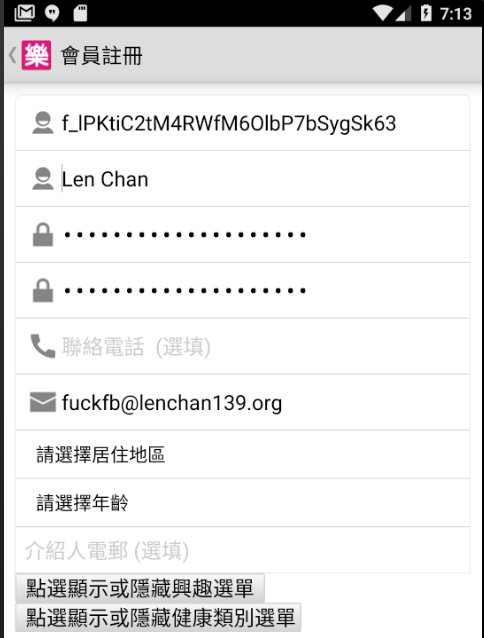 7:13
樂 會員註冊
f_lPKtiC2tM4RWfM6OlbP7bSygSk63
Len Chan
••••••••••••••••••••
••••••••••••••••••••
聯絡電話 (選填)
fuckfb@lenchan139.org
請選擇居住地區
請選擇年齡
介紹人電郵 (選填)
點選顯示或隱藏興趣選單
點選顯示或隱藏健康類別選單